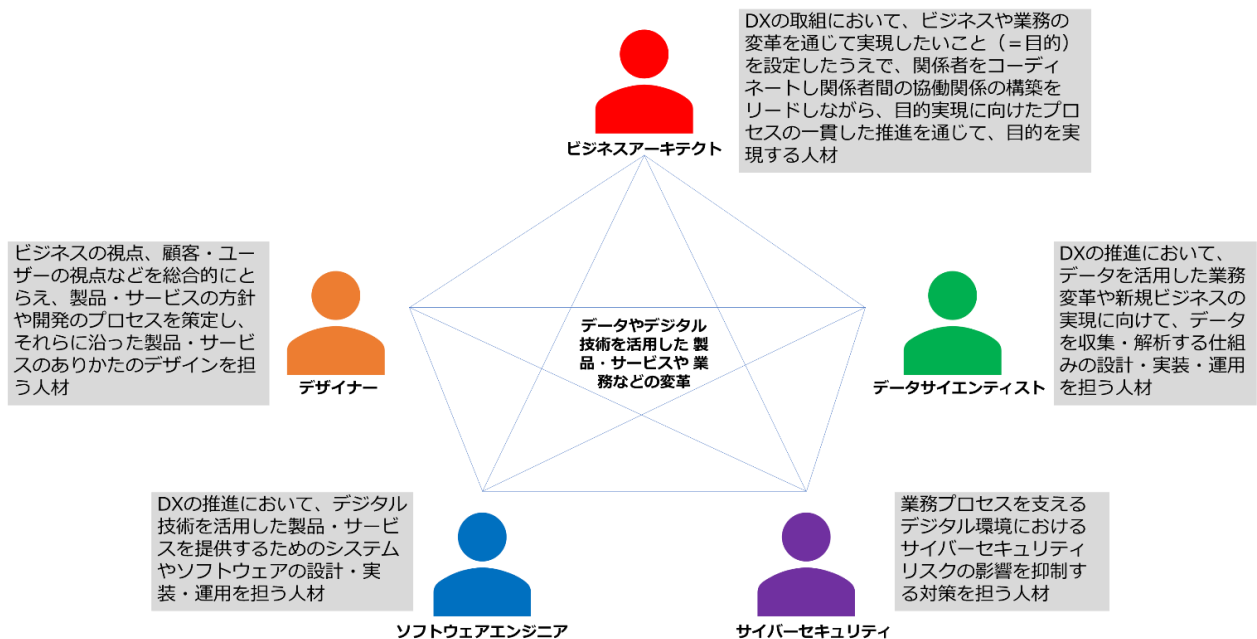 DXの取組において、ビジネスや業務の
変革を通じて実現したいこと（＝目的）
を設定したうえで、関係者をコーディ
ネートし関係者間の協働関係の構築を
リードしながら、目的実現に向けたプロ
セスの一貫した推進を通じて、目的を実
現する人材
ビジネスアーキテクト
ビジネスの視点、顧客・ユー
ザーの視点などを総合的にと
らえ、製品・サービスの方針
や開発のプロセスを策定し、
それらに沿った製品・サービ
スのありかたのデザインを担
う人材
デザイナー
データやデジタル
技術を活用した 製
品・サービスや 業
務などの変革
データサイエンティスト
DXの推進において、
データを活用した業務
変革や新規ビジネスの
実現に向けて、データ
を収集・解析する仕組
みの設計・実装・運用
を担う人材
DXの推進において、デジタル
技術を活用した製品・サービ
スを提供するためのシステム
やソフトウェアの設計・実
装・運用を担う人材
ソフトウェアエンジニア
業務プロセスを支える
デジタル環境における
サイバーセキュリティ
リスクの影響を抑制す
る対策を担う人材
サイバーセキュリティ